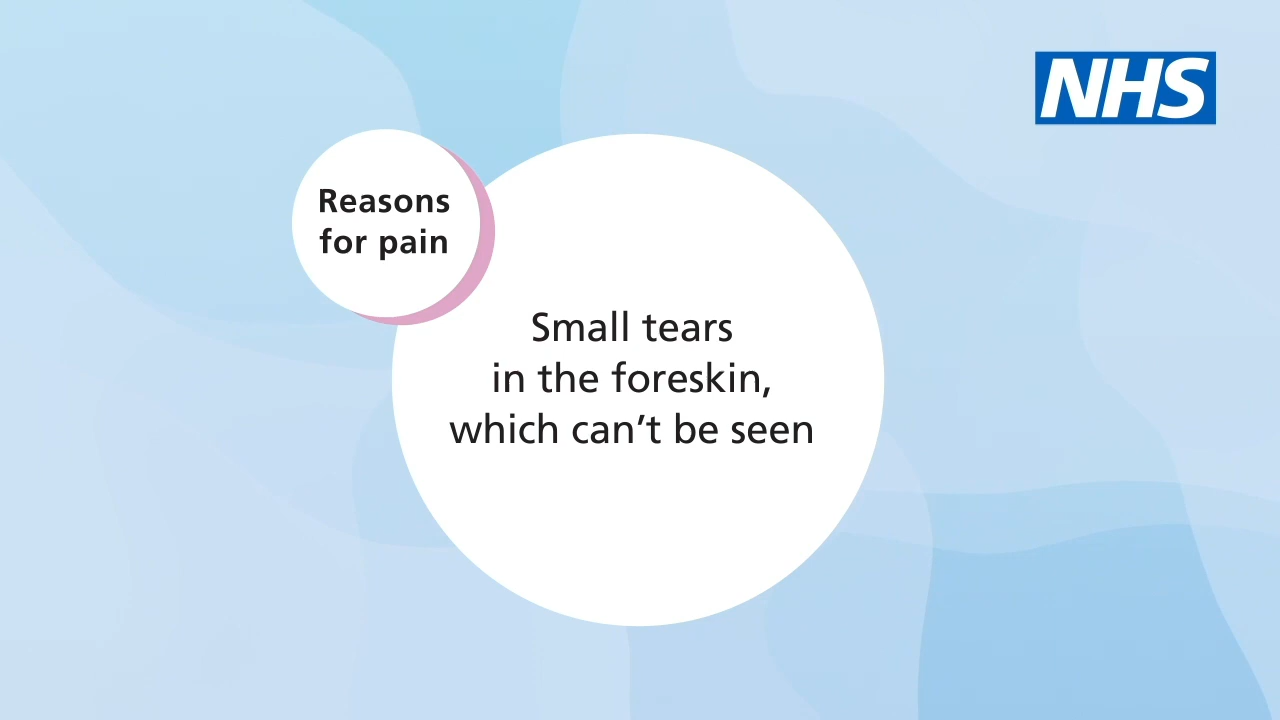 NHS
Reasons
for pain
Small tears
in the foreskin,
which can’t be seen